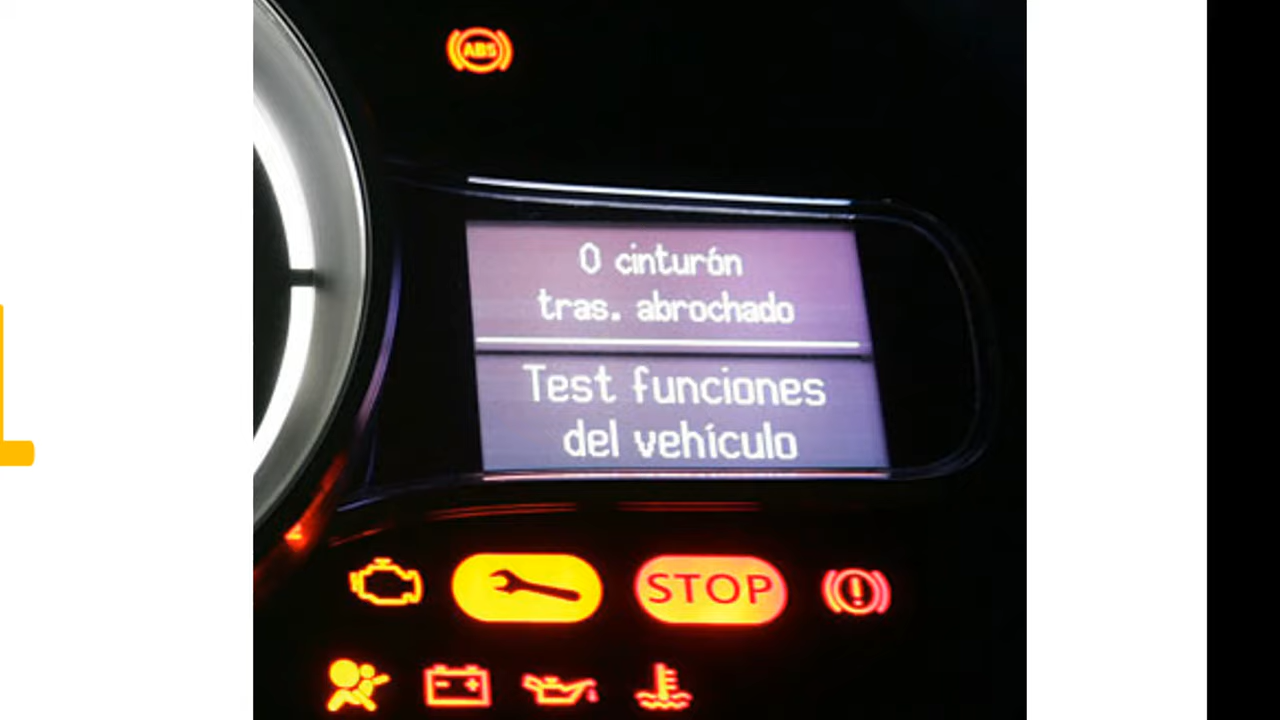 ABS
0 cinturón
tras. abrochado
Test funciones
del vehículo
STOP